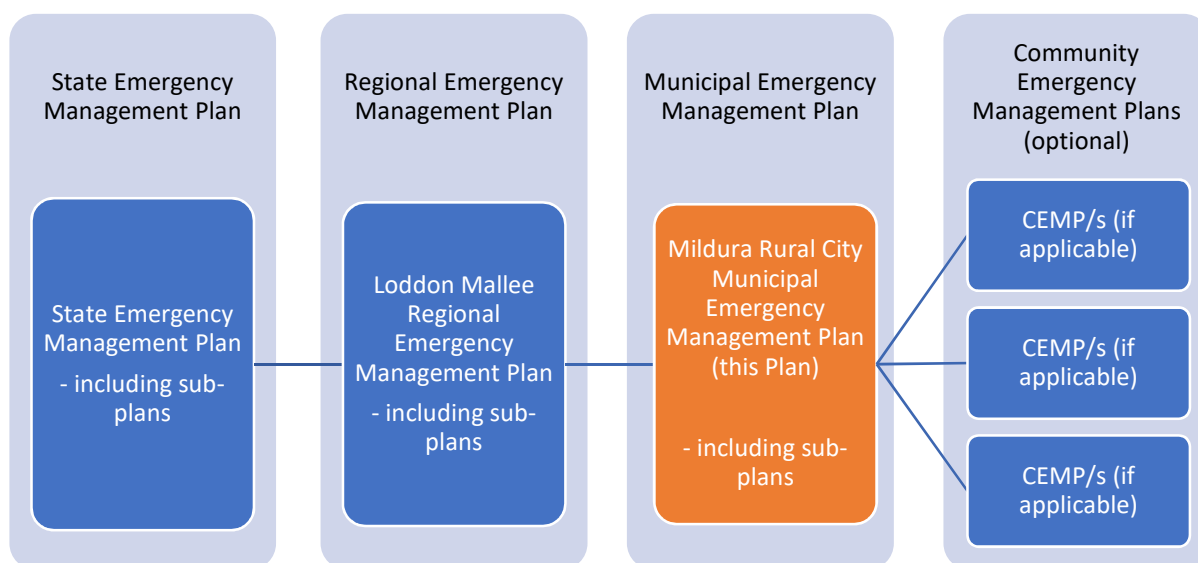 State Emergency
Management Plan
State Emergency
Management Plan
- including sub-
plans
Regional Emergency
Management Plan
Loddon Mallee
Regional
Emergency
Management Plan
- including sub-
plans
Municipal Emergency
Management Plan
Mildura Rural City
Municipal
Emergency
Management Plan
(this Plan)
- including sub-
plans
Community
Emergency
Management Plans
(optional)
CEMP/s (if
applicable)
CEMP/s (if
applicable)
CEMP/s (if
applicable)